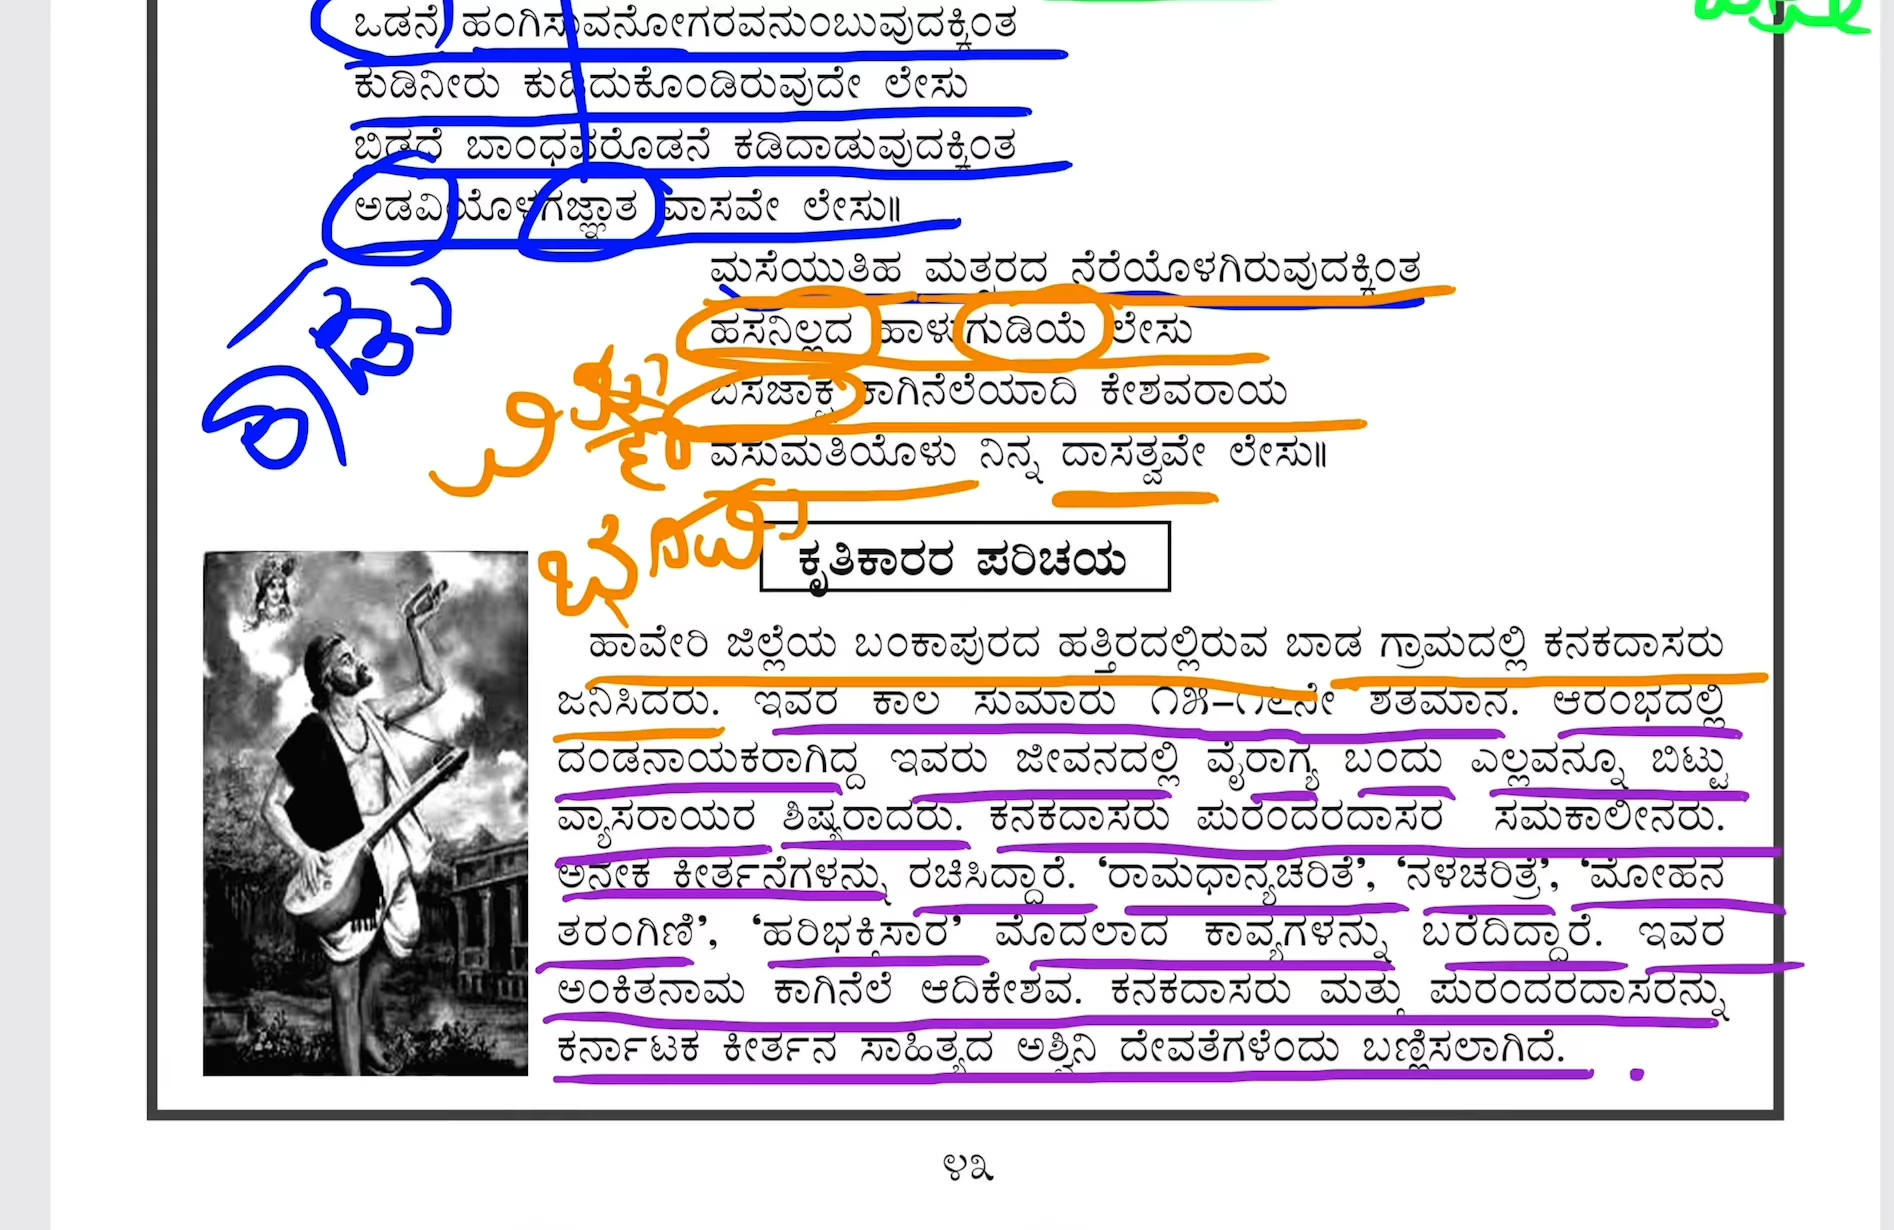 ಒಡನೆ ಹಂಗಿಸುವನೋಗರವನುಂಬುವುದಕ್ಕಿಂತ
ಕುಡಿನೀರು ಕುಡಿದುಕೊಂಡಿರುವುದೇ ಲೇಸು
ಬಿಡದೆ ಬಾಂಧವರೊಡನೆ ಕಡಿದಾಡುವುದಕ್ಕಿಂತ
ಅಡವಿಯೊಳಗಜ್ಞಾತ ವಾಸವೇ ಲೇಸು॥
ಕಾಡು
ಮಸೆಯುತಿಹ ಮತ್ಸರದ ನೆರೆಯೊಳಗಿರುವುದಕ್ಕಿಂತ
ಹಸನಿಲ್ಲದ ಹಾಳುಗುಡಿಯೆ ಲೇಸು
ಬಿಸಜಾಕ್ಷ ಕಾಗಿನೆಲೆಯಾದಿ ಕೇಶವರಾಯ
ವಸುಮತಿಯೊಳು ನಿನ್ನ ದಾಸತ್ವವೇ ಲೇಸು॥
ಕೃತಿಕಾರರ ಪರಿಚಯ
ಹಾವೇರಿ ಜಿಲ್ಲೆಯ ಬಂಕಾಪುರದ ಹತ್ತಿರದಲ್ಲಿರುವ ಬಾಡ ಗ್ರಾಮದಲ್ಲಿ ಕನಕದಾಸರು
ಜನಿಸಿದರು. ಇವರ ಕಾಲ ಸುಮಾರು ೧೫–೧೬ನೇ ಶತಮಾನ. ಆರಂಭದಲ್ಲಿ
ದಂಡನಾಯಕರಾಗಿದ್ದ ಇವರು ಜೀವನದಲ್ಲಿ ವೈರಾಗ್ಯ ಬಂದು ಎಲ್ಲವನ್ನೂ ಬಿಟ್ಟು
ವ್ಯಾಸರಾಯರ ಶಿಷ್ಯರಾದರು. ಕನಕದಾಸರು ಪುರಂದರದಾಸರ ಸಮಕಾಲೀನರು.
ಅನೇಕ ಕೀರ್ತನೆಗಳನ್ನು ರಚಿಸಿದ್ದಾರೆ. ‘ರಾಮಧಾನ್ಯಚರಿತೆ’, ‘ನಳಚರಿತ್ರೆ’, ‘ಮೋಹನ
ತರಂಗಿಣಿ’, ‘ಹರಿಭಕ್ತಿಸಾರ’ ಮೊದಲಾದ ಕಾವ್ಯಗಳನ್ನು ಬರೆದಿದ್ದಾರೆ. ಇವರ
ಅಂಕಿತನಾಮ ಕಾಗಿನೆಲೆ ಆದಿಕೇಶವ. ಕನಕದಾಸರು ಮತ್ತು ಪುರಂದರದಾಸರನ್ನು
ಕರ್ನಾಟಕ ಕೀರ್ತನ ಸಾಹಿತ್ಯದ ಅಶ್ವಿನಿ ದೇವತೆಗಳೆಂದು ಬಣ್ಣಿಸಲಾಗಿದೆ.
೪೩